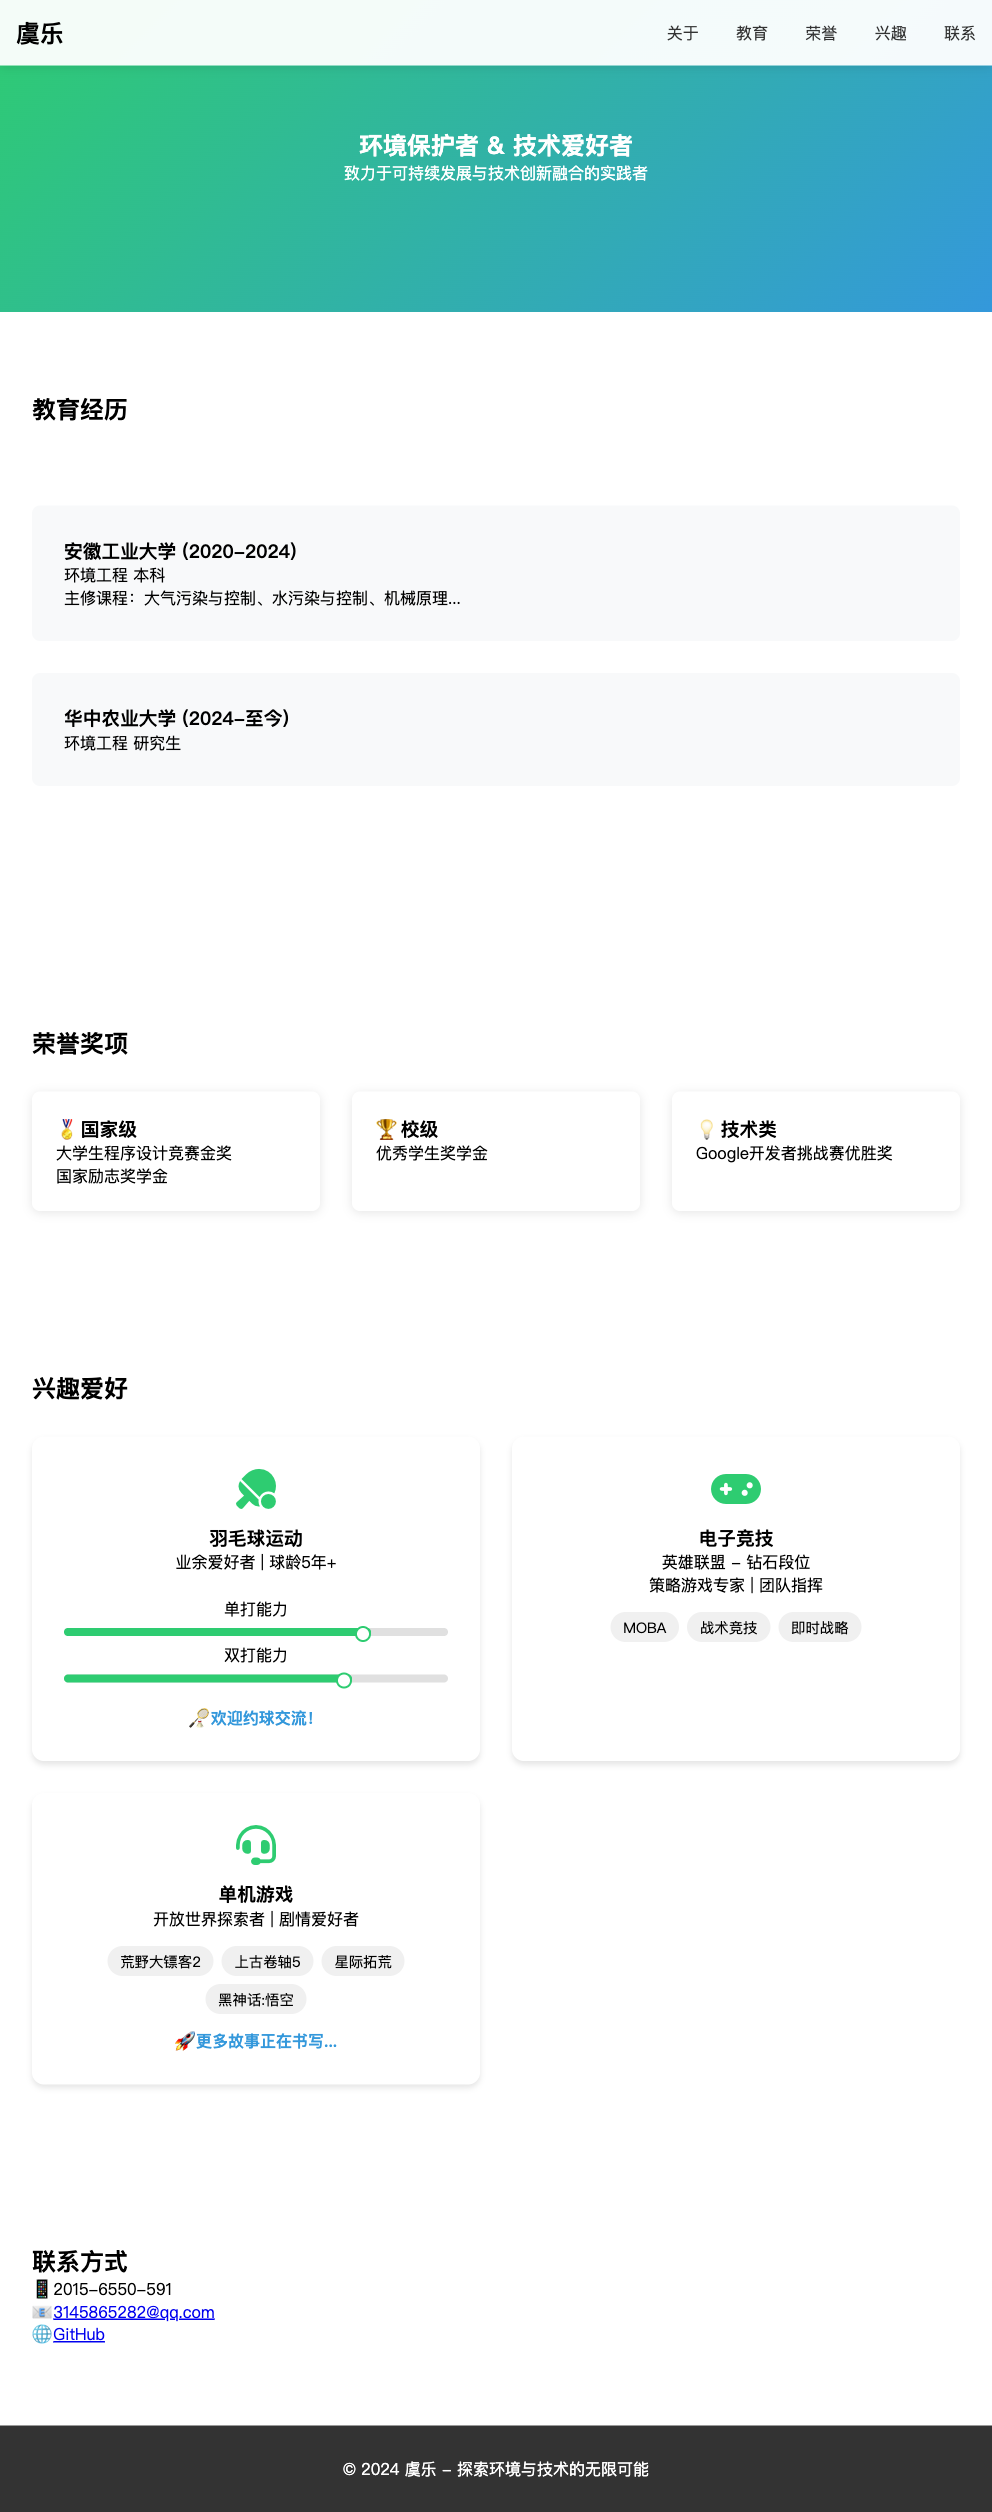 虞乐
关于 教育 荣誉 兴趣 联系
环境保护者 & 技术爱好者
致力于可持续发展与技术创新融合的实践者
教育经历
安徽工业大学 (2020-2024)
环境工程 本科
主修课程：大气污染与控制、水污染与控制、机械原理...
华中农业大学 (2024-至今)
环境工程 研究生
荣誉奖项
🏅国家级
大学生程序设计竞赛金奖
国家励志奖学金
🏆校级
优秀学生奖学金
💡技术类
Google开发者挑战赛优胜奖
兴趣爱好
羽毛球运动
业余爱好者 | 球龄5年+
单打能力
双打能力
🏸欢迎约球交流！
电子竞技
英雄联盟 - 钻石段位
策略游戏专家 | 团队指挥
MOBA 战术竞技 即时战略
单机游戏
开放世界探索者 | 剧情爱好者
荒野大镖客2 上古卷轴5 星际拓荒
黑神话:悟空
🚀更多故事正在书写...
联系方式
📱2015-6550-591
📧3145865282@qq.com
🌐GitHub
© 2024 虞乐 - 探索环境与技术的无限可能